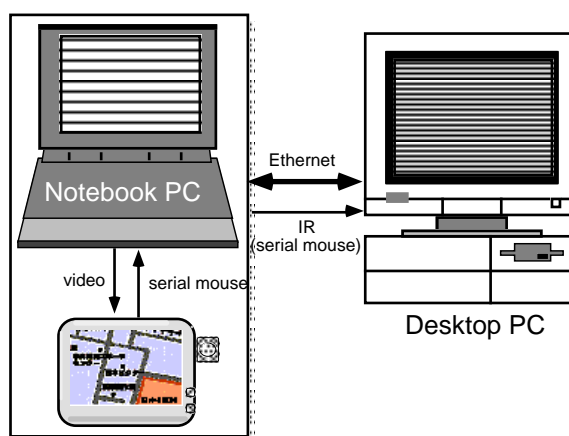 Notebook PC
Ethernet
IR
(serial mouse)
video
serial mouse
Desktop PC